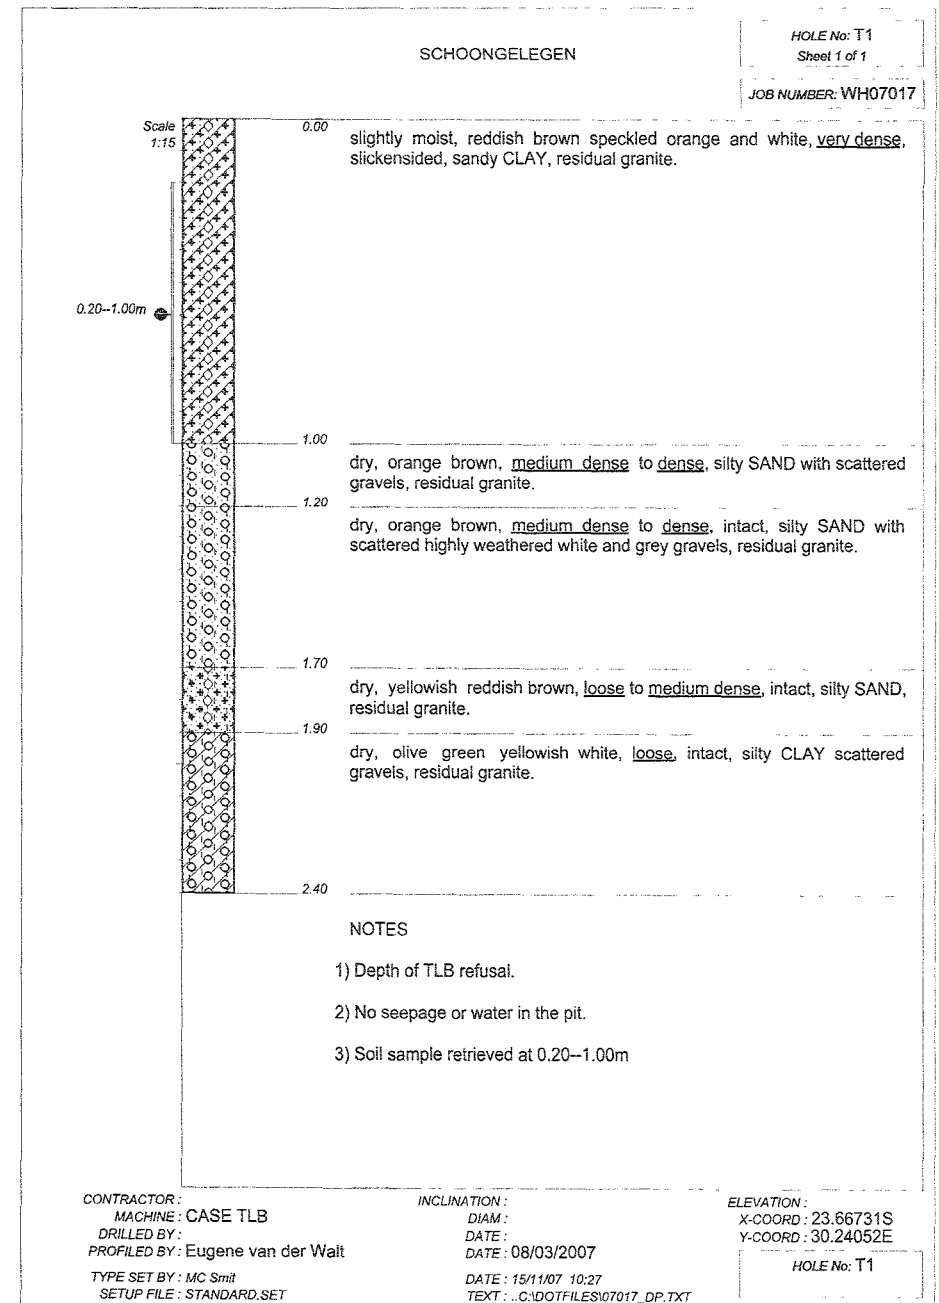 SCHOONGELEGEN
HOLE No: T1
Sheet 1 of 1
JOB NUMBER: WH07017
Scale
1:15
0.00
slightly moist, reddish brown speckled orange and white, very dense,
slickensided, sandy CLAY, residual granite.
0.20--1.00m
1.00
dry, orange brown, medium dense to dense, silty SAND with scattered
gravels, residual granite.
1.20
dry, orange brown, medium dense to dense, intact, silty SAND with
scattered highly weathered white and grey gravels, residual granite.
1.70
dry, yellowish reddish brown, loose to medium dense, intact, silty SAND,
residual granite.
1.90
dry, olive green yellowish white, loose, intact, silty CLAY scattered
gravels, residual granite.
2.40
NOTES
1) Depth of TLB refusal.
2) No seepage or water in the pit.
3) Soil sample retrieved at 0.20--1.00m
CONTRACTOR :
MACHINE : CASE TLB
DRILLED BY :
PROFILED BY : Eugene van der Walt
TYPE SET BY : MC Smit
SETUP FILE : STANDARD.SET
INCLINATION :
DIAM :
DATE :
DATE : 08/03/2007
DATE : 15/11/07 10:27
TEXT : ..C:\DOTFILES\07017_DP.TXT
ELEVATION :
X-COORD : 23.66731S
Y-COORD : 30.24052E
HOLE No: T1